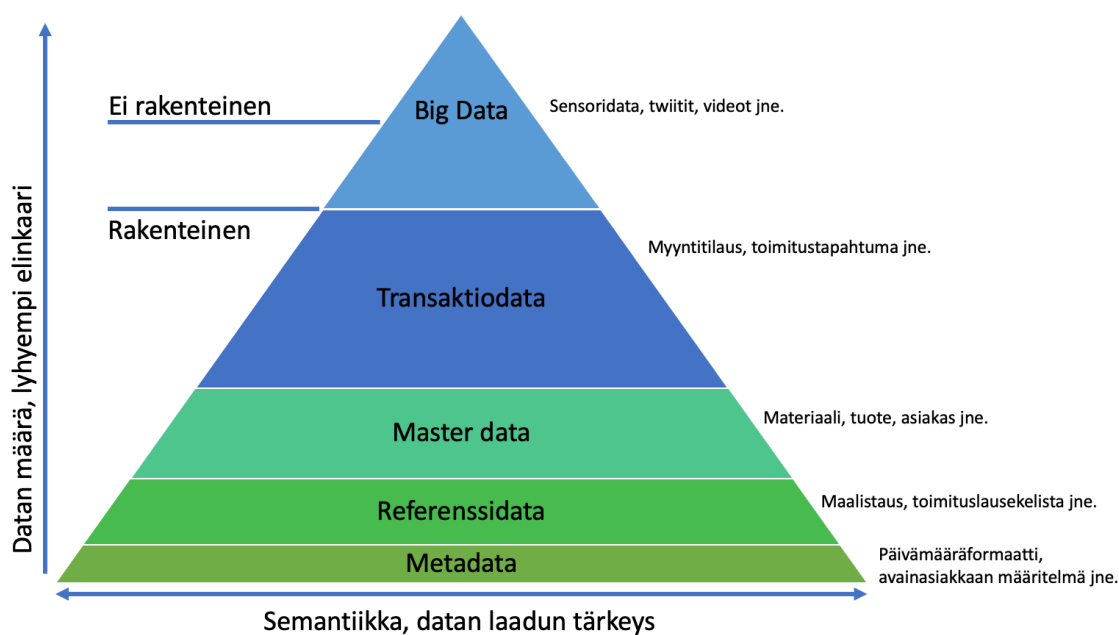 Ei rakenteinen
Big Data
Sensoridata, twiitit, videot jne.
Rakenteinen
Myyntitilaus, toimitustapahtuma jne.
Transaktiodata
Materiaali, tuote, asiakas jne.
Master data
Maalistaus, toimituslausekelista jne.
Referenssidata
Metadata
Päivämääräformaatti,
avainasiakkaan määritelmä jne.
Datan määrä, lyhyempi elinkaari
Semantiikka, datan laadun tärkeys